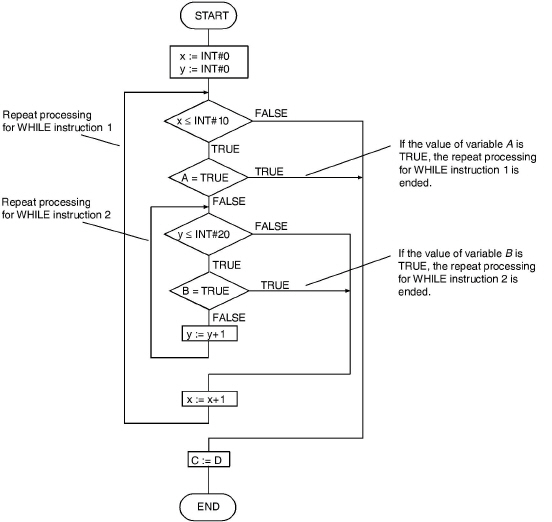 START
x := INT#0
y := INT#0
Repeat processing
for WHILE instruction 1
x ≤ INT#10
FALSE
TRUE
A = TRUE
TRUE
FALSE
If the value of variable A is
TRUE, the repeat processing
for WHILE instruction 1 is
ended.
Repeat processing
for WHILE instruction 2
y ≤ INT#20
FALSE
TRUE
B = TRUE
TRUE
FALSE
If the value of variable B is
TRUE, the repeat processing
for WHILE instruction 2 is
ended.
y := y+1
x := x+1
C := D
END